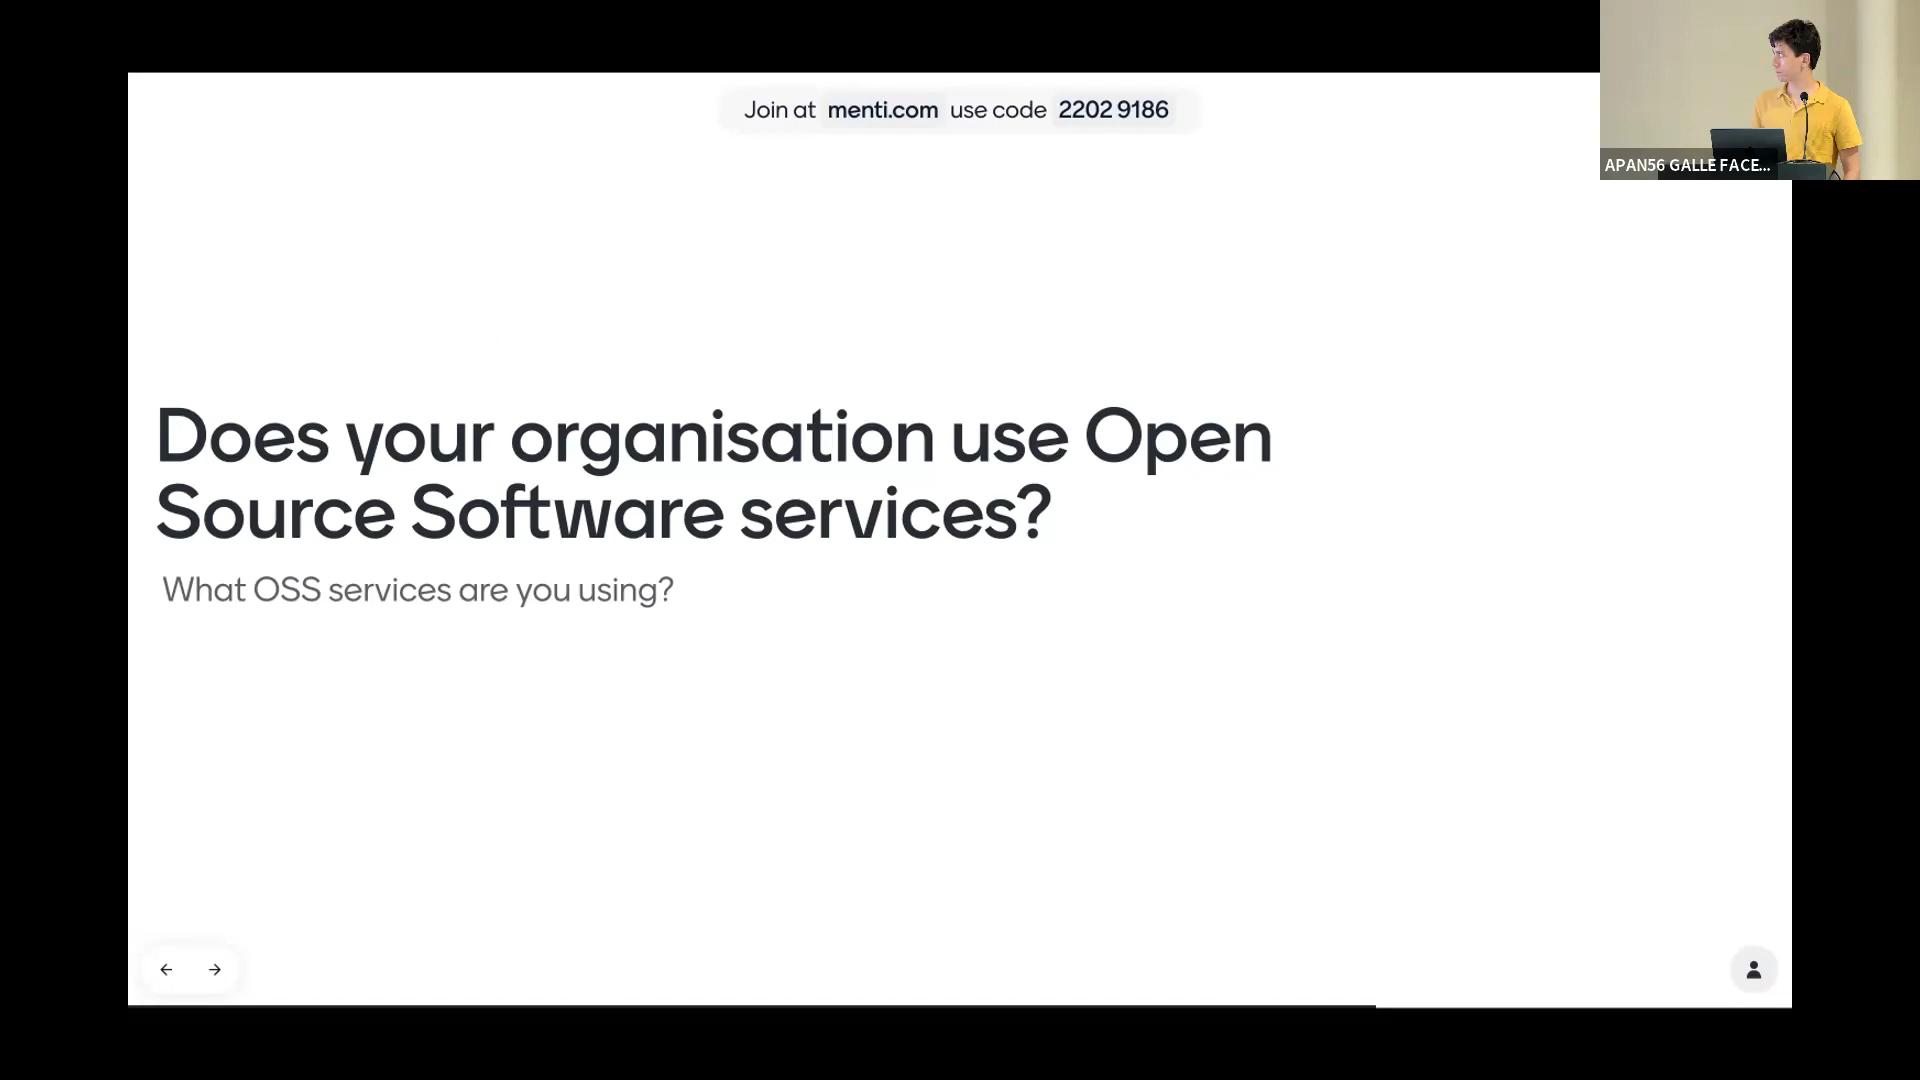 Join at menti.com use code 2202 9186
APAN56 GALLE FACE...
Does your organisation use Open
Source Software services?
What OSS services are you using?